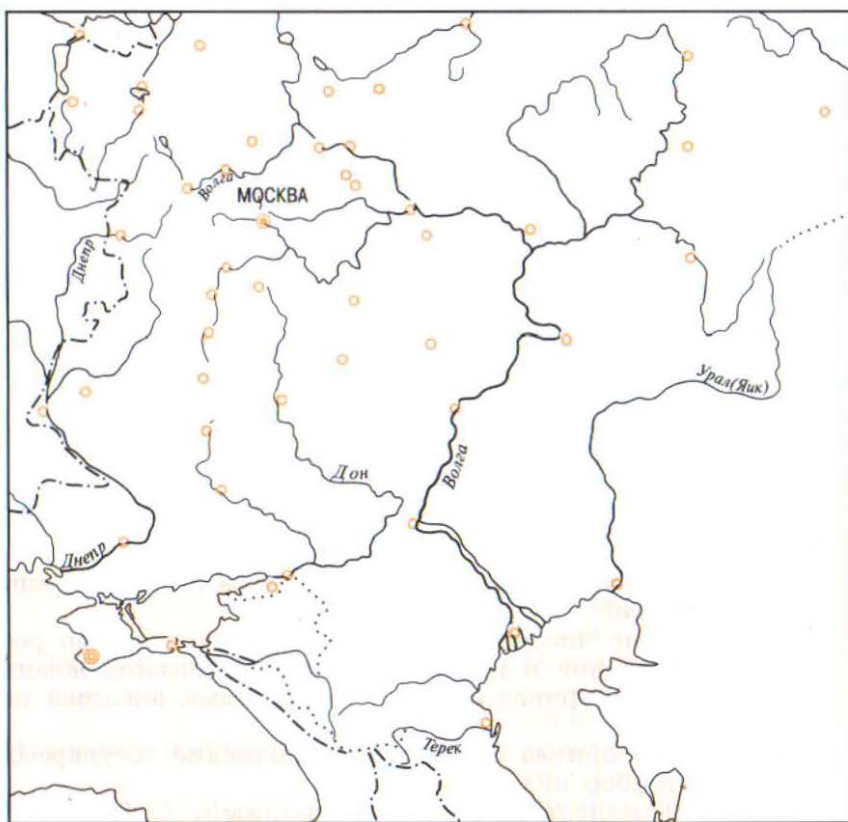 Волга
МОСКВА
Днепр
Урал(Яик)
Дон
Волга
Днепр
Терек